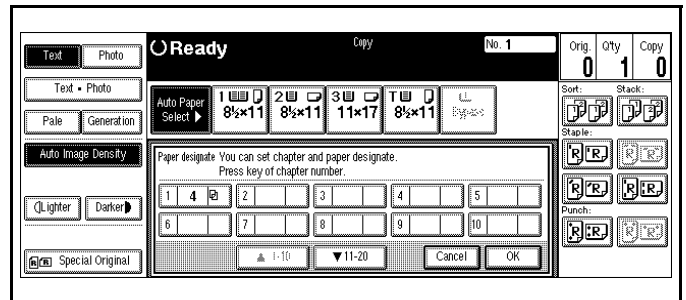 Text Photo
Text • Photo
Pale Generation
Auto Image Density
Lighter Darker
Special Original
Ready Copy No. 1
Auto Paper Select ▶
1 8½×11
2 8½×11
3 11×17
T 8½×11
Bypass
Paper designate You can set chapter and paper designate.
Press key of chapter number.
1 4 2 3 4 5
6 7 8 9 10
▲ 1-10 ▼11-20 Cancel OK
Orig. Q'ty Copy
0 1 0
Sort: Stack:
Staple:
Punch: